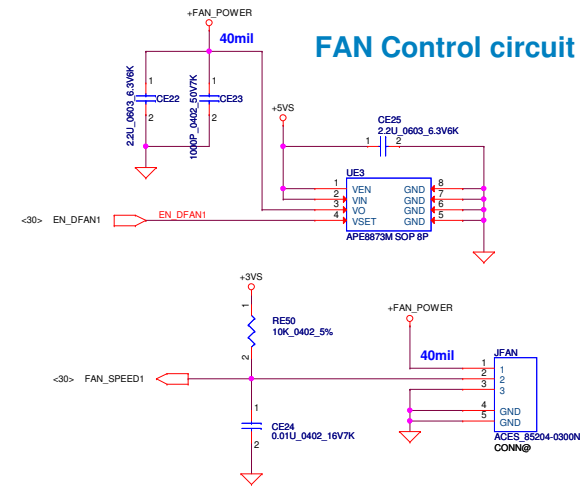 +FAN_POWER
40mil
FAN Control circuit
2.2U_0603_6.3V6K
1
CE22
2
1000P_0402_50V7K
1
CE23
2
+5VS
CE25
2.2U_0603_6.3V6K
1 2
UE3
1 VEN GND 8
2 VIN GND 7
3 VO GND 6
4 VSET GND 5
APE8873M SOP 8P
<30> EN_DFAN1 EN_DFAN1
+3VS
1
RE50
10K_0402_5%
2
+FAN_POWER
40mil
JFAN
1 1
2 2
3 3
4 GND
5 GND
ACES_85204-0300N
CONN@
<30> FAN_SPEED1
1
CE24
0.01U_0402_16V7K
2